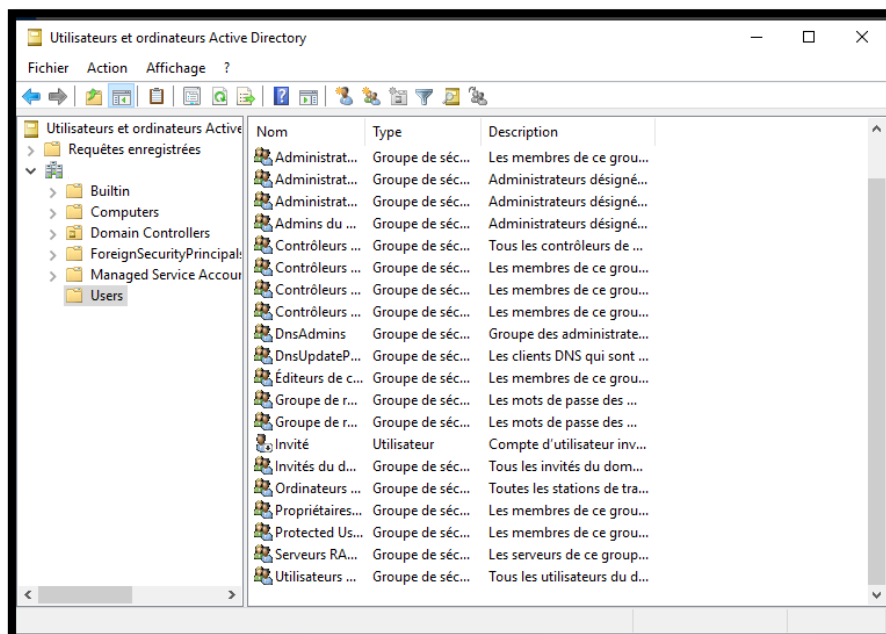 Utilisateurs et ordinateurs Active Directory
Fichier Action Affichage ?
Utilisateurs et ordinateurs Active
Requêtes enregistrées
Builtin
Computers
Domain Controllers
ForeignSecurityPrincipals
Managed Service Accour
Users
Nom Type Description
Administrat... Groupe de séc... Les membres de ce grou...
Administrat... Groupe de séc... Administrateurs désigné...
Administrat... Groupe de séc... Administrateurs désigné...
Admins du ... Groupe de séc... Administrateurs désigné...
Contrôleurs ... Groupe de séc... Tous les contrôleurs de ...
Contrôleurs ... Groupe de séc... Les membres de ce grou...
Contrôleurs ... Groupe de séc... Les membres de ce grou...
Contrôleurs ... Groupe de séc... Les membres de ce grou...
DnsAdmins Groupe de séc... Groupe des administrate...
DnsUpdateP... Groupe de séc... Les clients DNS qui sont ...
Éditeurs de c... Groupe de séc... Les membres de ce grou...
Groupe de r... Groupe de séc... Les mots de passe des ...
Groupe de r... Groupe de séc... Les mots de passe des ...
Invité Utilisateur Compte d'utilisateur inv...
Invités du d... Groupe de séc... Tous les invités du dom...
Ordinateurs ... Groupe de séc... Toutes les stations de tra...
Propriétaires... Groupe de séc... Les membres de ce grou...
Protected Us... Groupe de séc... Les membres de ce grou...
Serveurs RA... Groupe de séc... Les serveurs de ce group...
Utilisateurs ... Groupe de séc... Tous les utilisateurs du d...